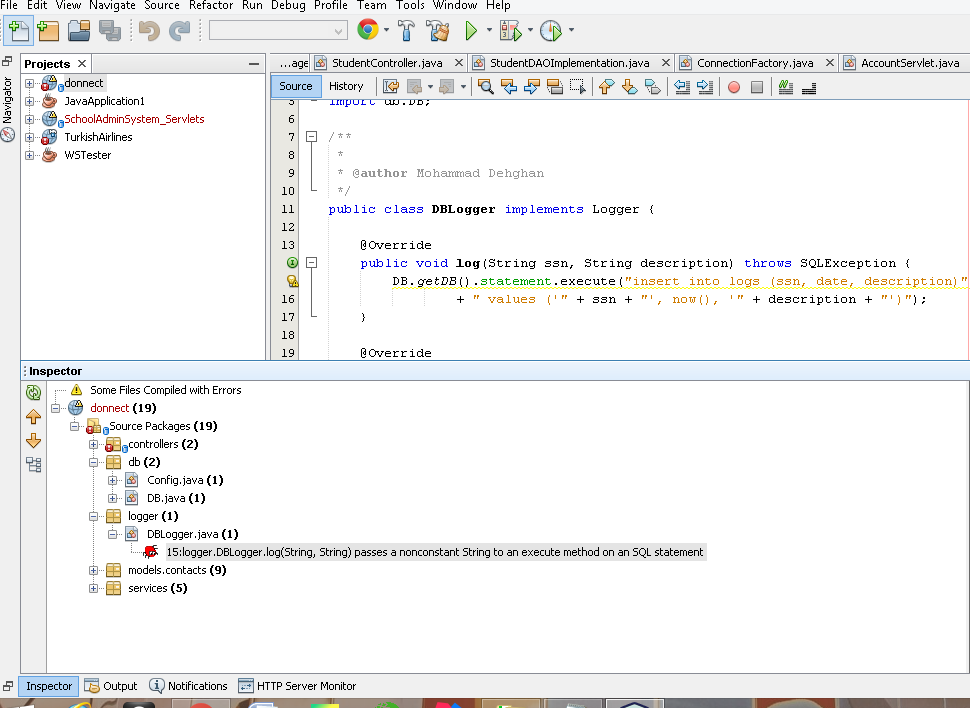 File Edit View Navigate Source Refactor Run Debug Profile Team Tools Window Help
Projects
...age StudentController.java StudentDAOImplementation.java ConnectionFactory.java AccountServlet.java
Navigator
donnect
JavaApplication1
SchoolAdminSystem_Servlets
TurkishAirlines
WSTester
Source History
5 import db.DB;
6
7 /**
8 *
9 * @author Mohammad Dehghan
10 */
11 public class DBLogger implements Logger {
12
13 @Override
public void log(String ssn, String description) throws SQLException {
DB.getDB().statement.execute("insert into logs (ssn, date, description)"
16 + " values ('" + ssn + "', now(), '" + description + "')");
17 }
18
19 @Override
Inspector
Some Files Compiled with Errors
donnect (19)
Source Packages (19)
controllers (2)
db (2)
Config.java (1)
DB.java (1)
logger (1)
DBLogger.java (1)
15:logger.DBLogger.log(String, String) passes a nonconstant String to an execute method on an SQL statement
models.contacts (9)
services (5)
Inspector Output Notifications HTTP Server Monitor